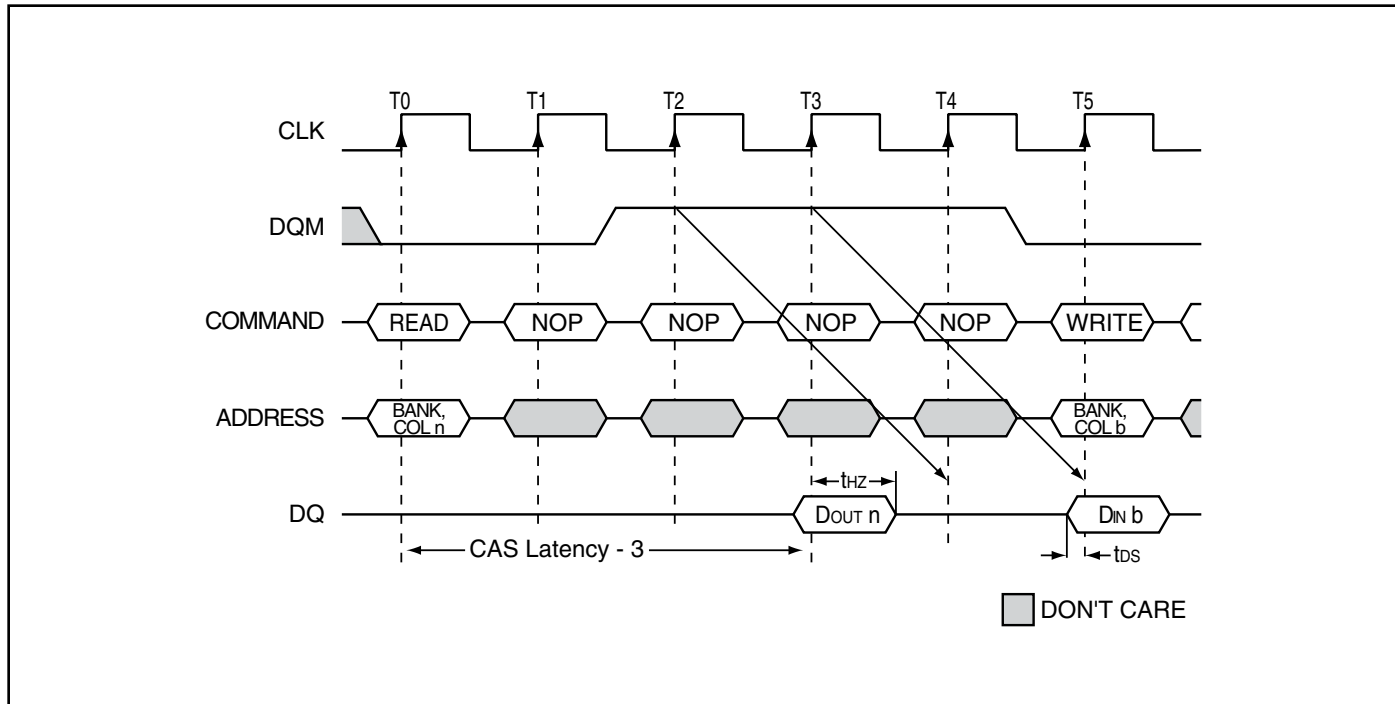 T0 T1 T2 T3 T4 T5
CLK
DQM
COMMAND READ NOP NOP NOP NOP WRITE
ADDRESS BANK, COL n BANK, COL b
tHZ
DQ DOUT n DIN b
CAS Latency - 3 tDS
DON'T CARE